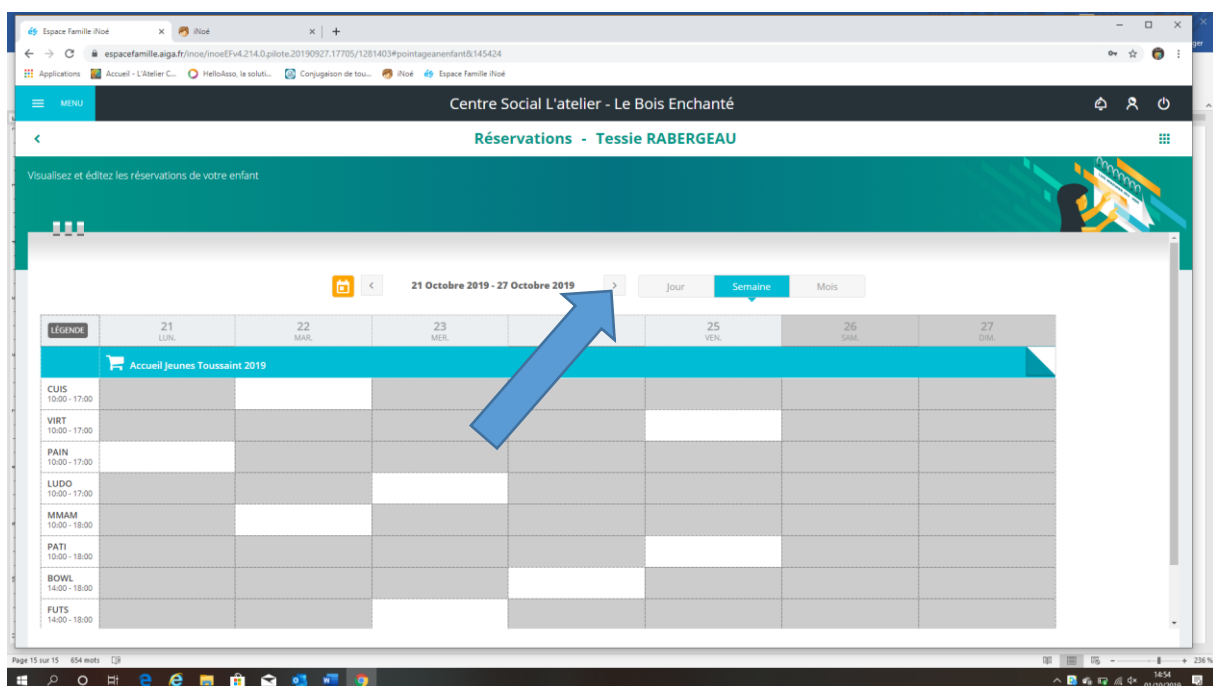 Espace Famille iNoé
iNoé
espacefamille.aiga.fr/inoe/inoeEFv4.214.0.pilote.20190927.17705/1281403#pointageanenfant&145424
Applications
Accueil - L'Atelier C...
HelloAsso, la soluti...
Conjugaison de tou...
iNoé
Espace Famille iNoé
MENU
Centre Social L'atelier - Le Bois Enchanté
Réservations - Tessie RABERGEAU
Visualisez et éditez les réservations de votre enfant
21 Octobre 2019 - 27 Octobre 2019
Jour
Semaine
Mois
LÉGENDE
21
LUN.
22
MAR.
23
MER.
25
VEN.
26
SAM.
27
DIM.
Accueil Jeunes Toussaint 2019
CUIS
10:00 - 17:00
VIRT
10:00 - 17:00
PAIN
10:00 - 17:00
LUDO
10:00 - 17:00
MMAM
10:00 - 18:00
PATI
10:00 - 18:00
BOWL
14:00 - 18:00
FUTS
14:00 - 18:00
Page 15 sur 15
654 mots
236 %
14:54
01/10/2019